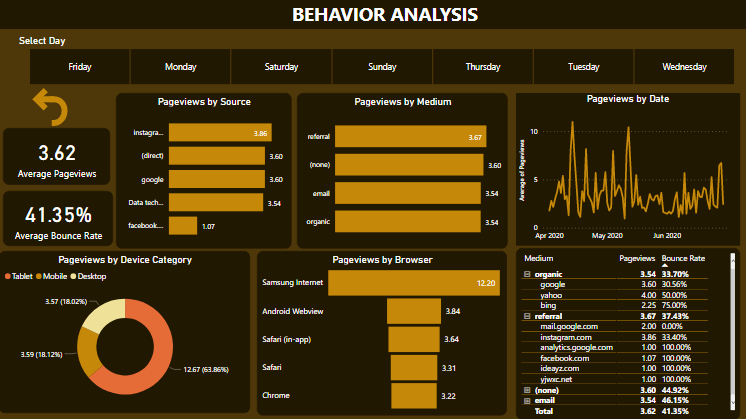 BEHAVIOR ANALYSIS
Select Day
Friday Monday Saturday Sunday Thursday Tuesday Wednesday
3.62
Average Pageviews
41.35%
Average Bounce Rate
Pageviews by Source
instagra... 3.86
(direct) 3.60
google 3.60
Data tech... 3.54
facebook... 1.07
Pageviews by Medium
referral 3.67
(none) 3.60
email 3.54
organic 3.54
Pageviews by Date
Average of Pageviews
10
5
0
Apr 2020 May 2020 Jun 2020
Pageviews by Device Category
Tablet Mobile Desktop
3.57 (18.02%)
3.59 (18.12%)
12.67 (63.86%)
Pageviews by Browser
Samsung Internet 12.20
Android Webview 3.84
Safari (in-app) 3.64
Safari 3.31
Chrome 3.22
Medium Pageviews Bounce Rate
organic 3.54 33.70%
google 3.60 30.56%
yahoo 4.00 50.00%
bing 2.25 75.00%
referral 3.67 37.43%
mail.google.com 2.00 0.00%
instagram.com 3.86 33.40%
analytics.google.com 1.00 100.00%
facebook.com 1.07 100.00%
ideayz.com 1.00 100.00%
yjwxc.net 1.00 100.00%
(none) 3.60 44.92%
email 3.54 46.15%
Total 3.62 41.35%